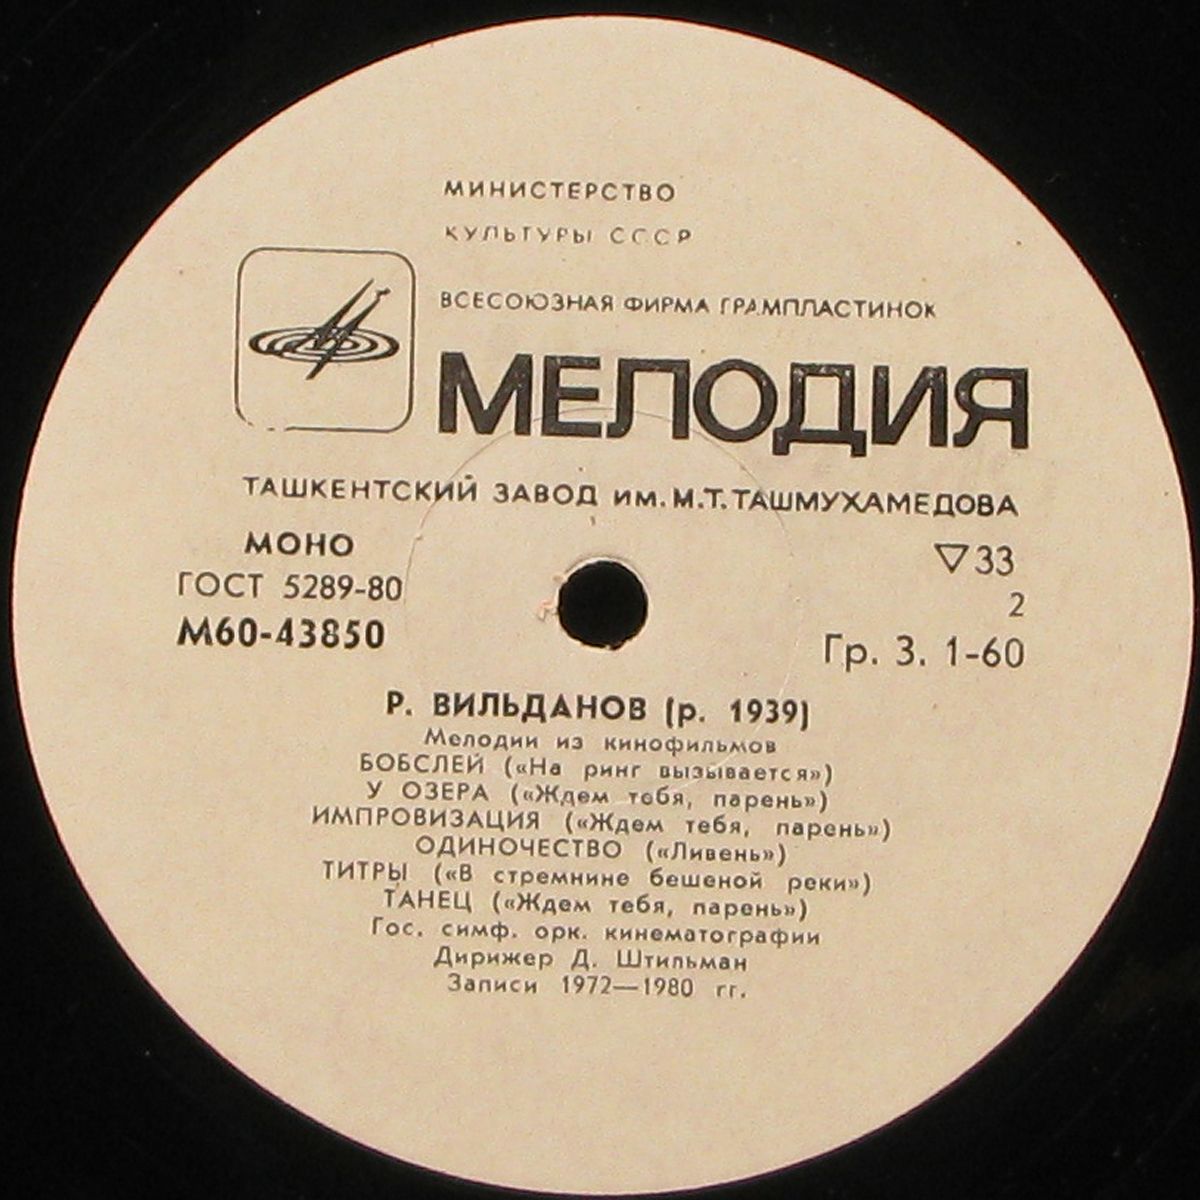 МИНИСТЕРСТВО
КУЛЬТУРЫ СССР
ВСЕСОЮЗНАЯ ФИРМА ГРАМПЛАСТИНОК
МЕЛОДИЯ
ТАШКЕНТСКИЙ ЗАВОД ИМ. М.Т. ТАШМУХАМЕДОВА
МОНО
ГОСТ 5289-80
М60-43850
▽33
2
Гр. 3. 1-60
Р. ВИЛЬДАНОВ (р. 1939)
Мелодии из кинофильмов
БОБСЛЕЙ («На ринг вызывается»)
У ОЗЕРА («Ждем тебя, парень»)
ИМПРОВИЗАЦИЯ («Ждем тебя, парень»)
ОДИНОЧЕСТВО («Ливень»)
ТИТРЫ («В стремнине бешеной реки»)
ТАНЕЦ («Ждем тебя, парень»)
Гос. симф. орк. кинематографии
Дирижер Д. Штильман
Записи 1972—1980 гг.